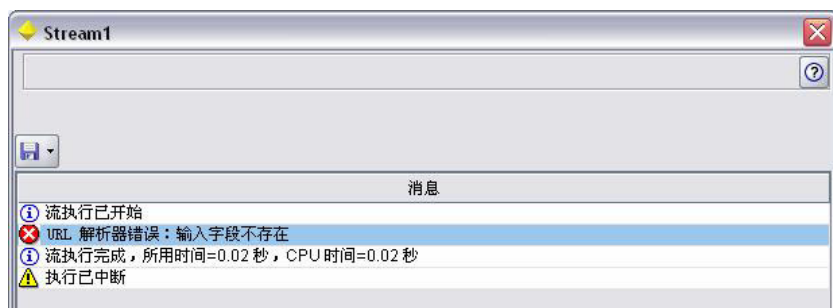 Stream1
消息
流执行已开始
URL 解析器错误：输入字段不存在
流执行完成，所用时间=0.02 秒，CPU 时间=0.02 秒
执行已中断